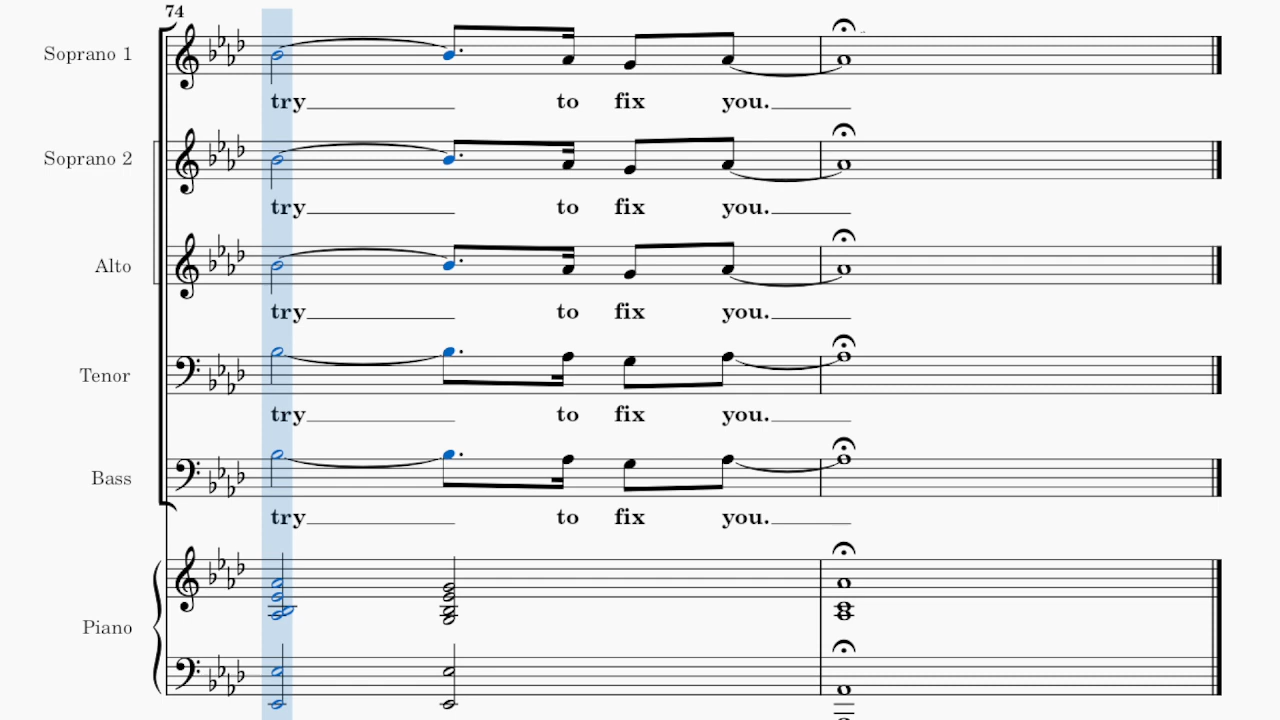 74
Soprano 1
try to fix you.
Soprano 2
try to fix you.
Alto
try to fix you.
Tenor
try to fix you.
Bass
try to fix you.
Piano